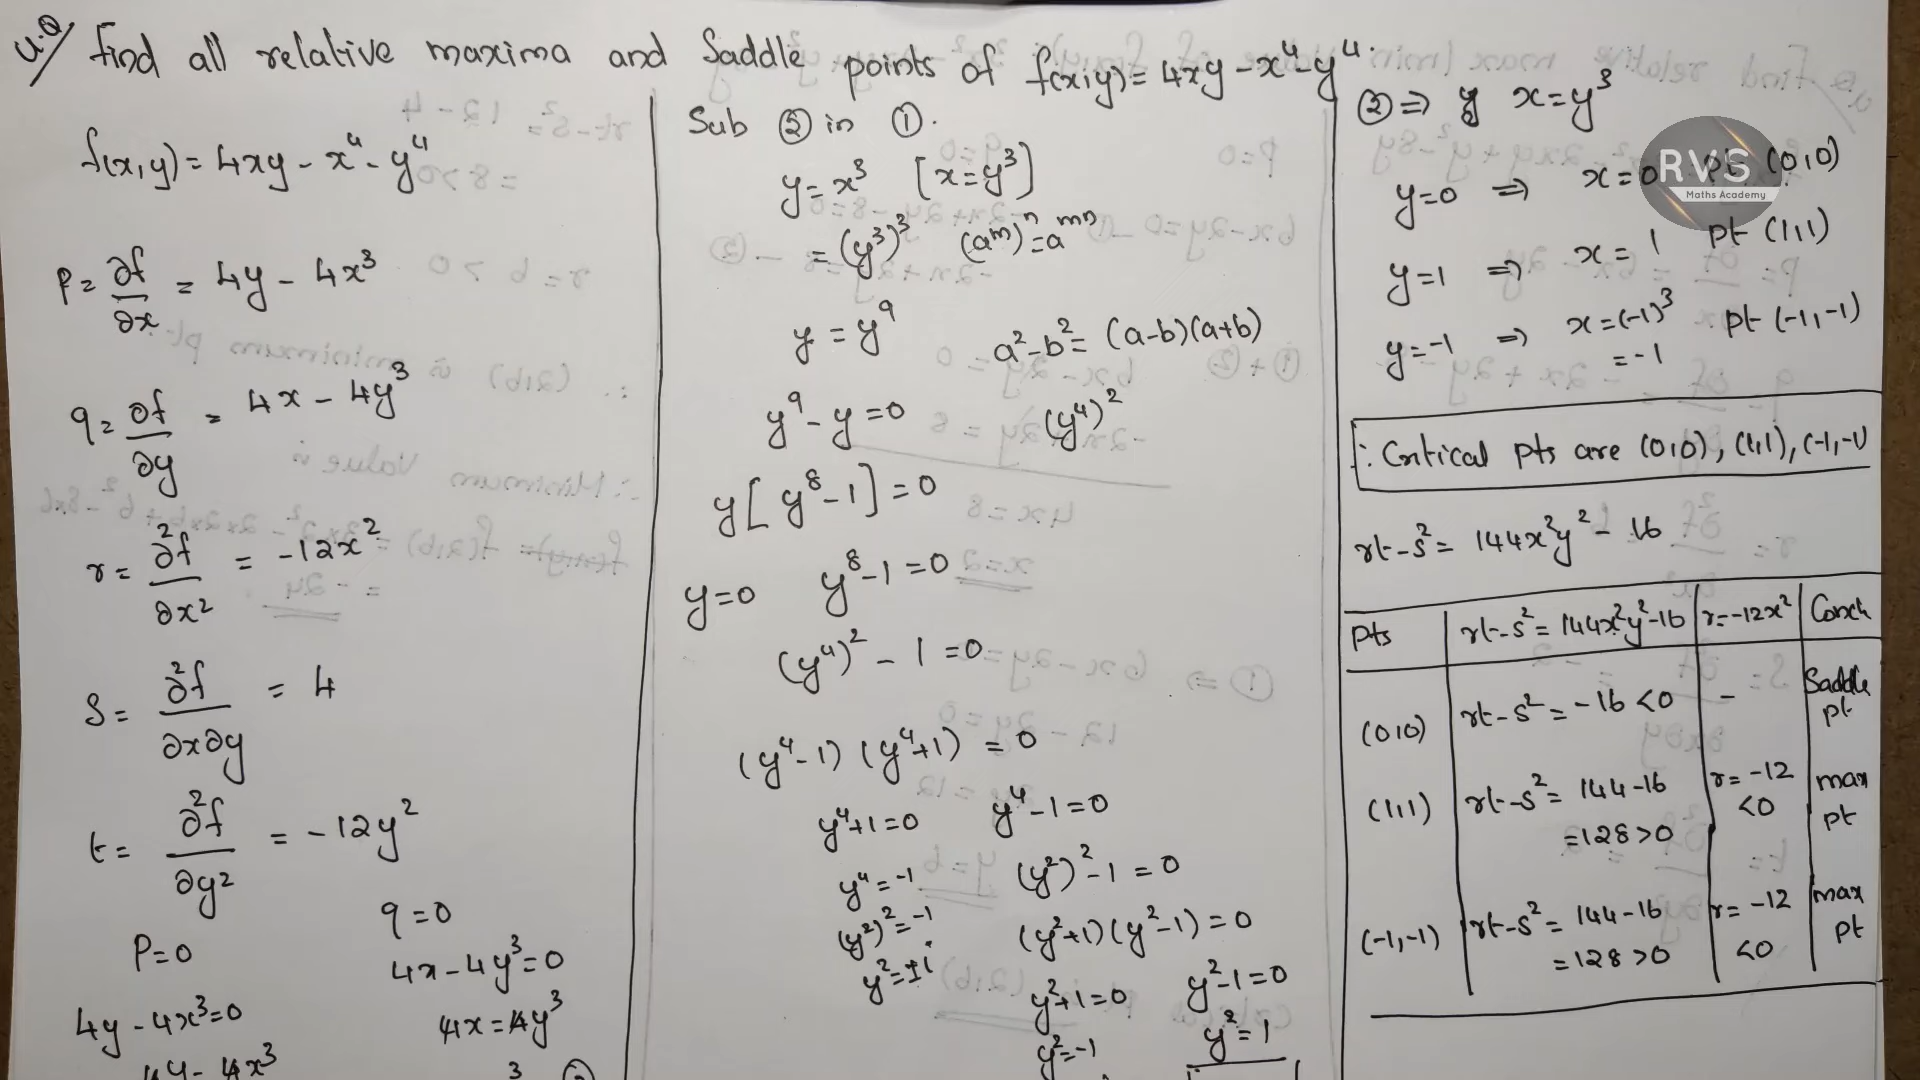 U.Q/ Find all relative maxima and Saddle points of f(x,y) = 4xy - x⁴ - y⁴.
f(x,y) = 4xy - x⁴ - y⁴
p = ∂f/∂x = 4y - 4x³
q = ∂f/∂y = 4x - 4y³
r = ∂²f/∂x² = -12x²
S = ∂²f/∂x∂y = 4
t = ∂²f/∂y² = -12y²
P=0 q=0
4y - 4x³=0 4x - 4y³=0
4y = 4x³ 4x = 4y³
Sub ② in ①.
y = x³ [x = y³]
= (y³)³ (aᵐ)ⁿ = aᵐⁿ
y = y⁹ a² - b² = (a-b)(a+b)
y⁹ - y = 0 (y⁴)²
y[y⁸ - 1] = 0
y=0 y⁸ - 1 = 0
(y⁴)² - 1 = 0
(y⁴ - 1)(y⁴+1) = 0
y⁴+1 = 0 y⁴ - 1 = 0
y⁴ = -1 (y²)² - 1 = 0
(y²)² = -1 (y²+1)(y² - 1) = 0
y² = ±i y²+1 = 0 y² - 1 = 0
y² = -1 y² = 1
② ⇒ x = y³
y=0 ⇒ x=0 pt (0,0)
y=1 ⇒ x = 1 pt (1,1)
y=-1 ⇒ x = (-1)³ pt (-1,-1)
= -1
∴ Critical pts are (0,0), (1,1), (-1,-1)
rt - s² = 144x²y² - 16
Pts rt - s² = 144x²y² - 16 r = -12x² Conch
(0,0) rt - s² = -16 < 0 - Saddle pt
(1,1) rt - s² = 144 - 16 r = -12 max
= 128 > 0 < 0 pt
(-1,-1) rt - s² = 144 - 16 r = -12 max
= 128 > 0 < 0 pt
RVS
Maths Academy